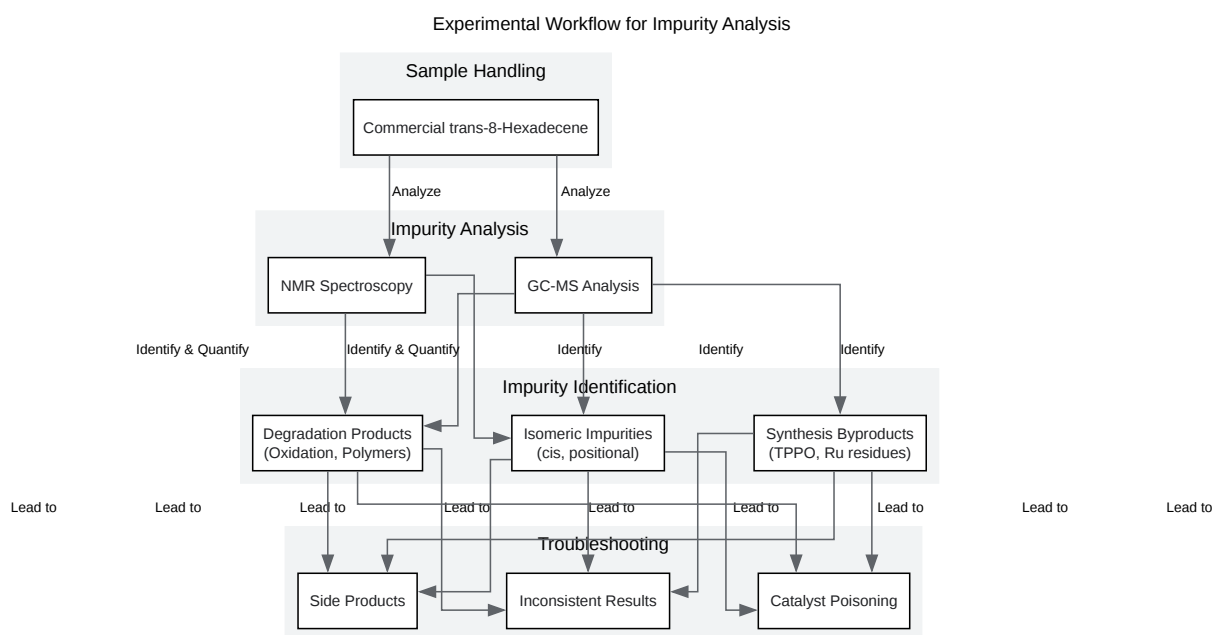 Experimental Workflow for Impurity Analysis
Sample Handling
Commercial trans-8-Hexadecene
Analyze
Analyze
Impurity Analysis
NMR Spectroscopy
GC-MS Analysis
Identify & Quantify
Identify & Quantify
Identify
Identify
Identify
Impurity Identification
Degradation Products
(Oxidation, Polymers)
Isomeric Impurities
(cis, positional)
Synthesis Byproducts
(TPPO, Ru residues)
Lead to
Lead to
Lead to
Lead to
Lead to
Lead to
Lead to
Lead to
Lead to
Troubleshooting
Side Products
Inconsistent Results
Catalyst Poisoning